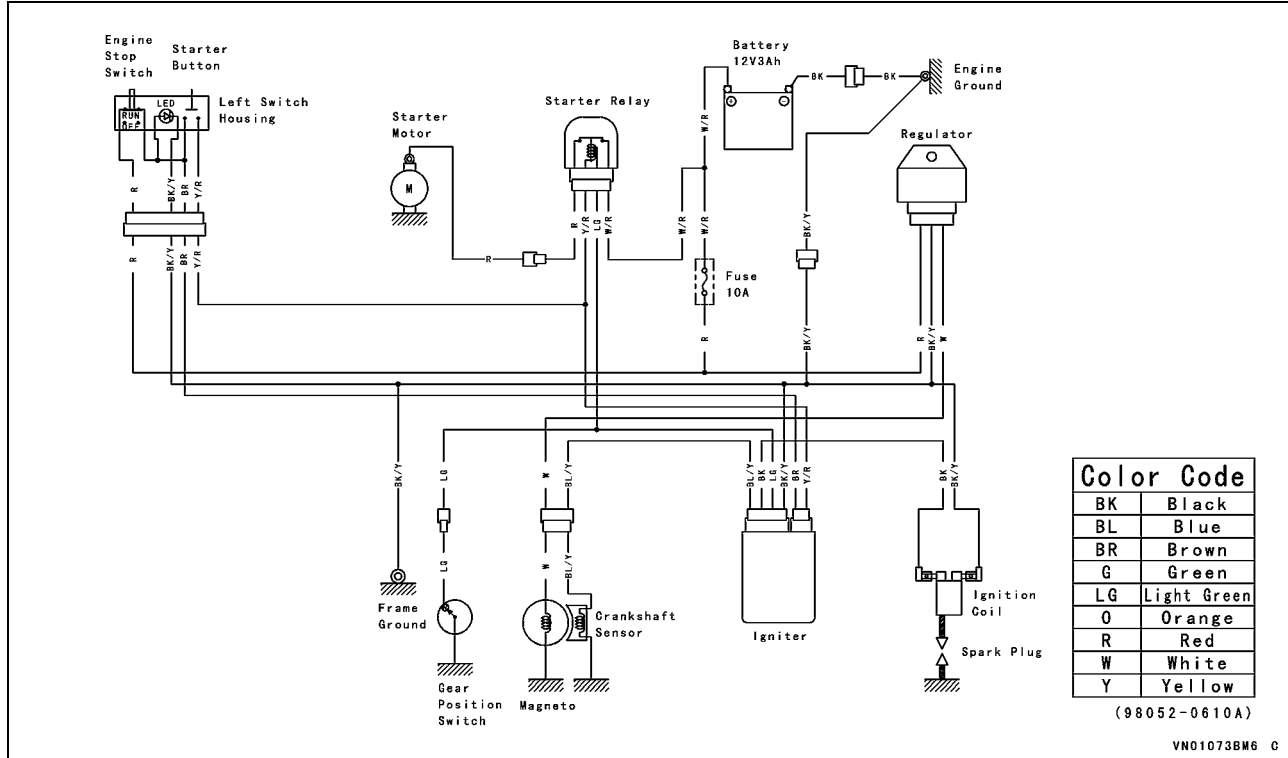 Engine
Stop
Switch
Starter
Button
LED
RUN
OFF
Left Switch
Housing
Starter
Motor
M
Starter Relay
Battery
12V3Ah
Engine
Ground
Regulator
BK
BK
W/R
R
BK/Y
BR
Y/R
R
BK/Y
BR
Y/R
R
R
Y/R
LG
W/R
W/R
W/R
BK/Y
Fuse
10A
R
BK/Y
R
BK/Y
W
BK/Y
LG
W
BL/Y
BL/Y
BK
LG
BK/Y
BR
Y/R
BK
BK/Y
LG
W
BL/Y
Frame
Ground
Gear
Position
Switch
Magneto
Crankshaft
Sensor
Igniter
Ignition
Coil
Spark Plug
Color Code
BK Black
BL Blue
BR Brown
G Green
LG Light Green
O Orange
R Red
W White
Y Yellow
(98052-0610A)
VN01073BM6 C